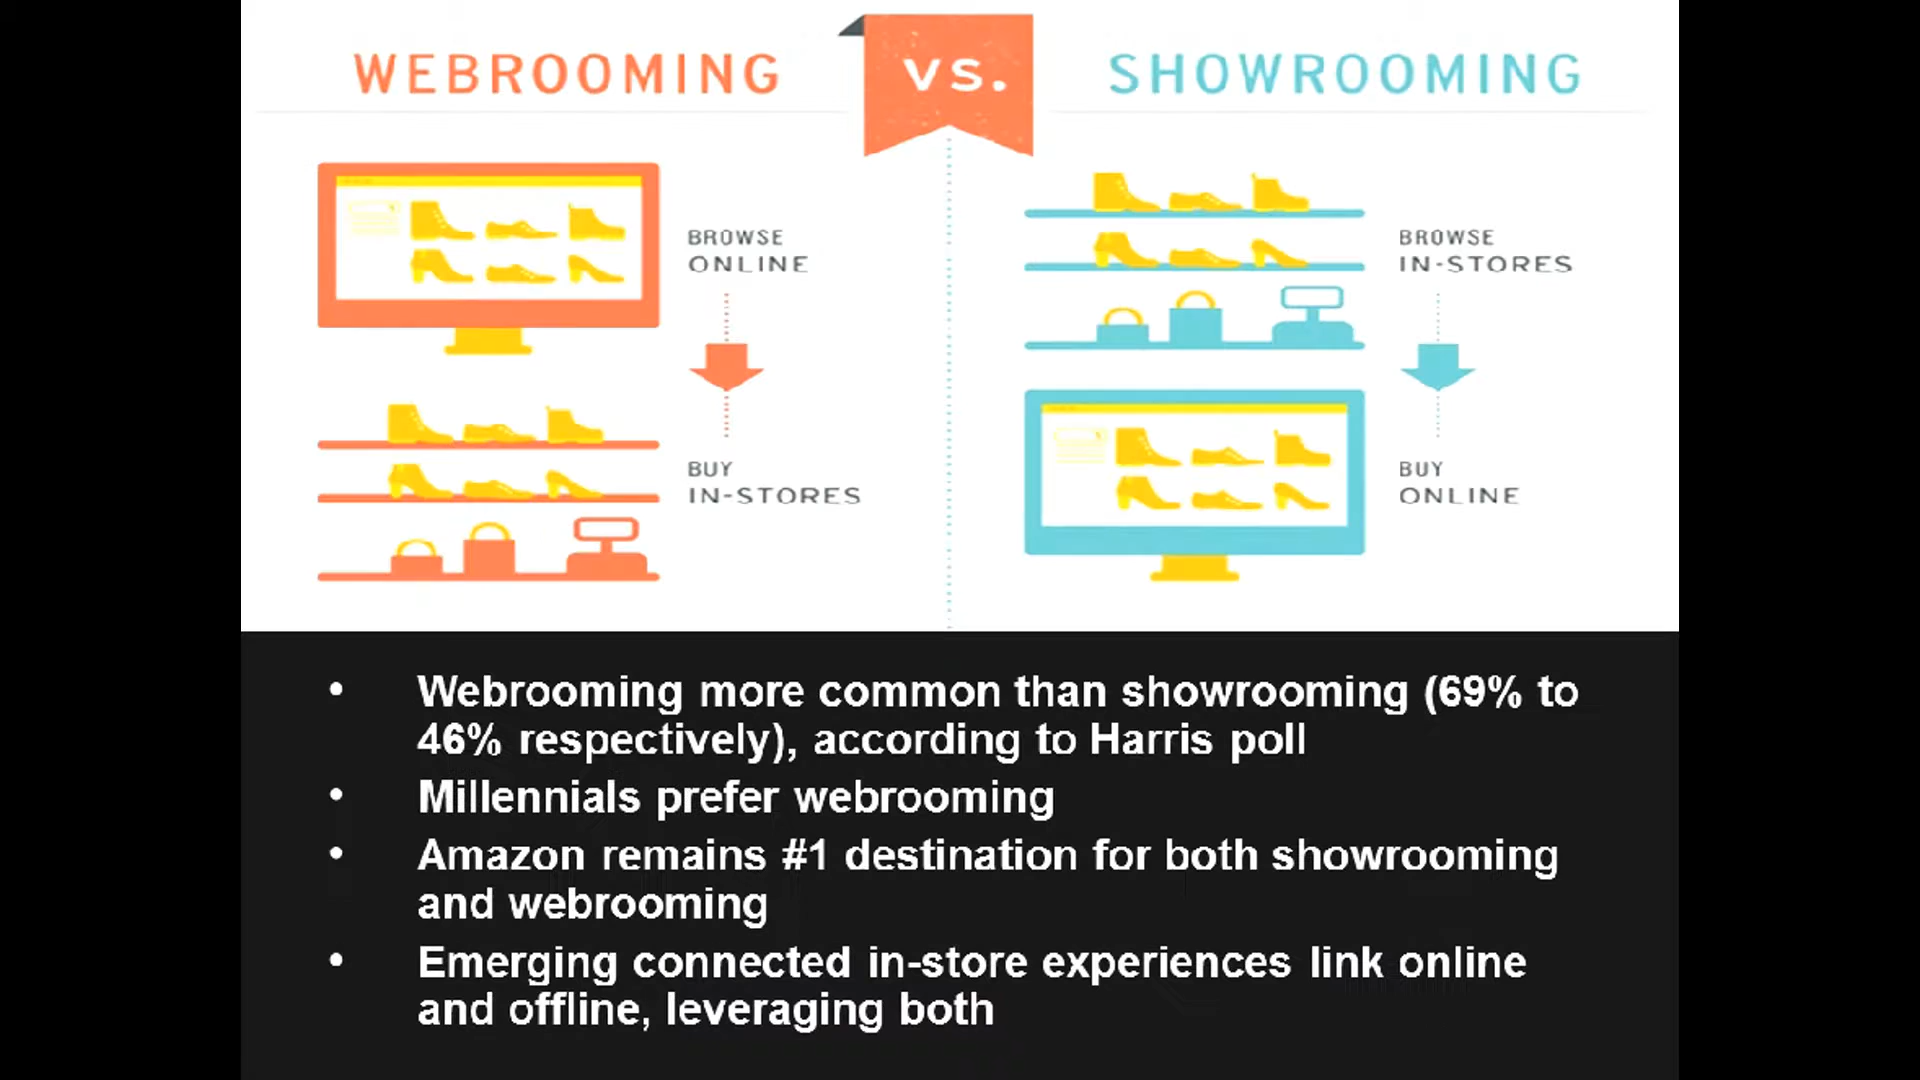 WEBROOMING
VS.
SHOWROOMING
BROWSE
ONLINE
BUY
IN-STORES
BROWSE
IN-STORES
BUY
ONLINE
• Webrooming more common than showrooming (69% to
46% respectively), according to Harris poll
• Millennials prefer webrooming
• Amazon remains #1 destination for both showrooming
and webrooming
• Emerging connected in-store experiences link online
and offline, leveraging both